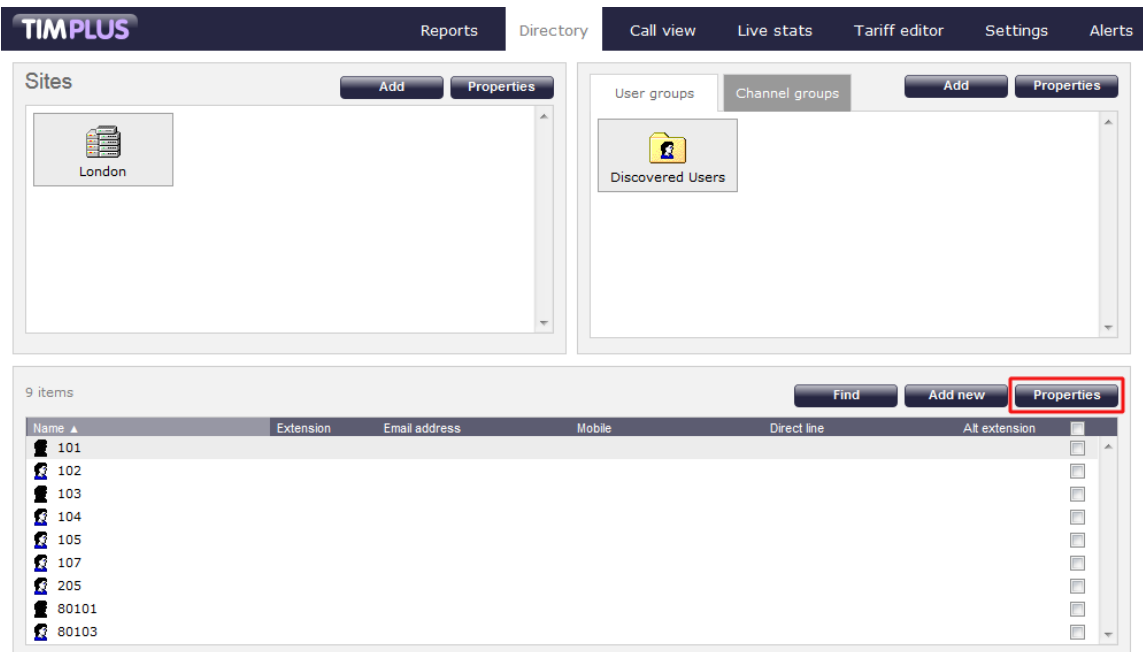 TIMPLUS Reports Directory Call view Live stats Tariff editor Settings Alerts
Sites Add Properties
London
User groups Channel groups Add Properties
Discovered Users
9 items Find Add new Properties
Name ▲ Extension Email address Mobile Direct line Alt extension
101
102
103
104
105
107
205
80101
80103